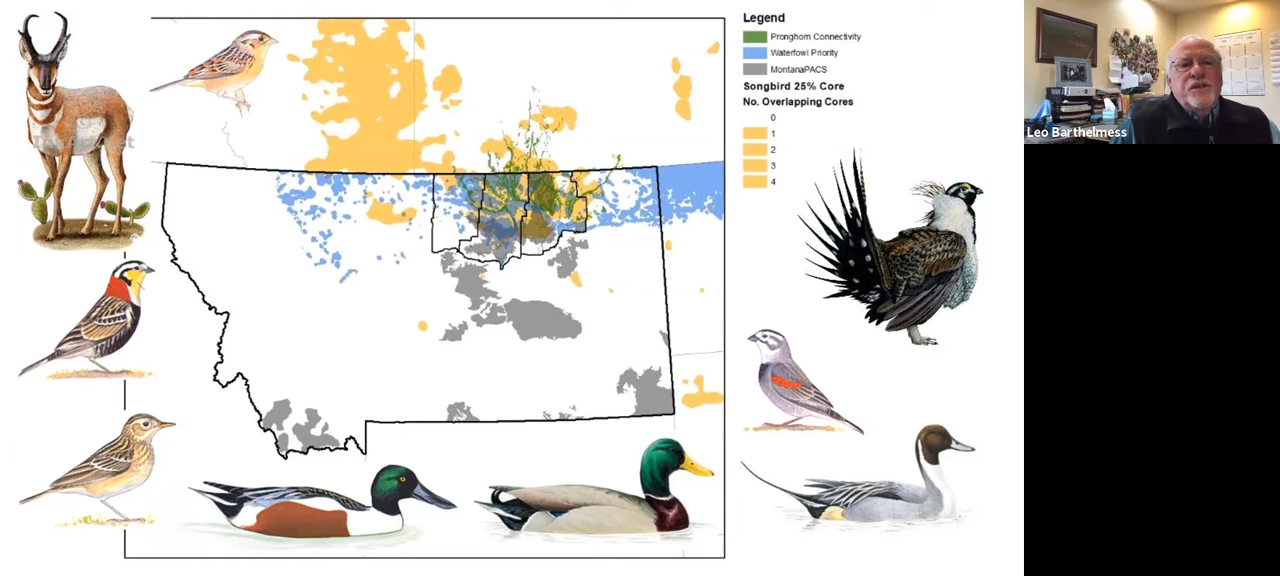 Legend
Pronghorn Connectivity
Waterfowl Priority
MontanaPACS
Songbird 25% Core
No. Overlapping Cores
0
1
2
3
4
Leo Barthelmess